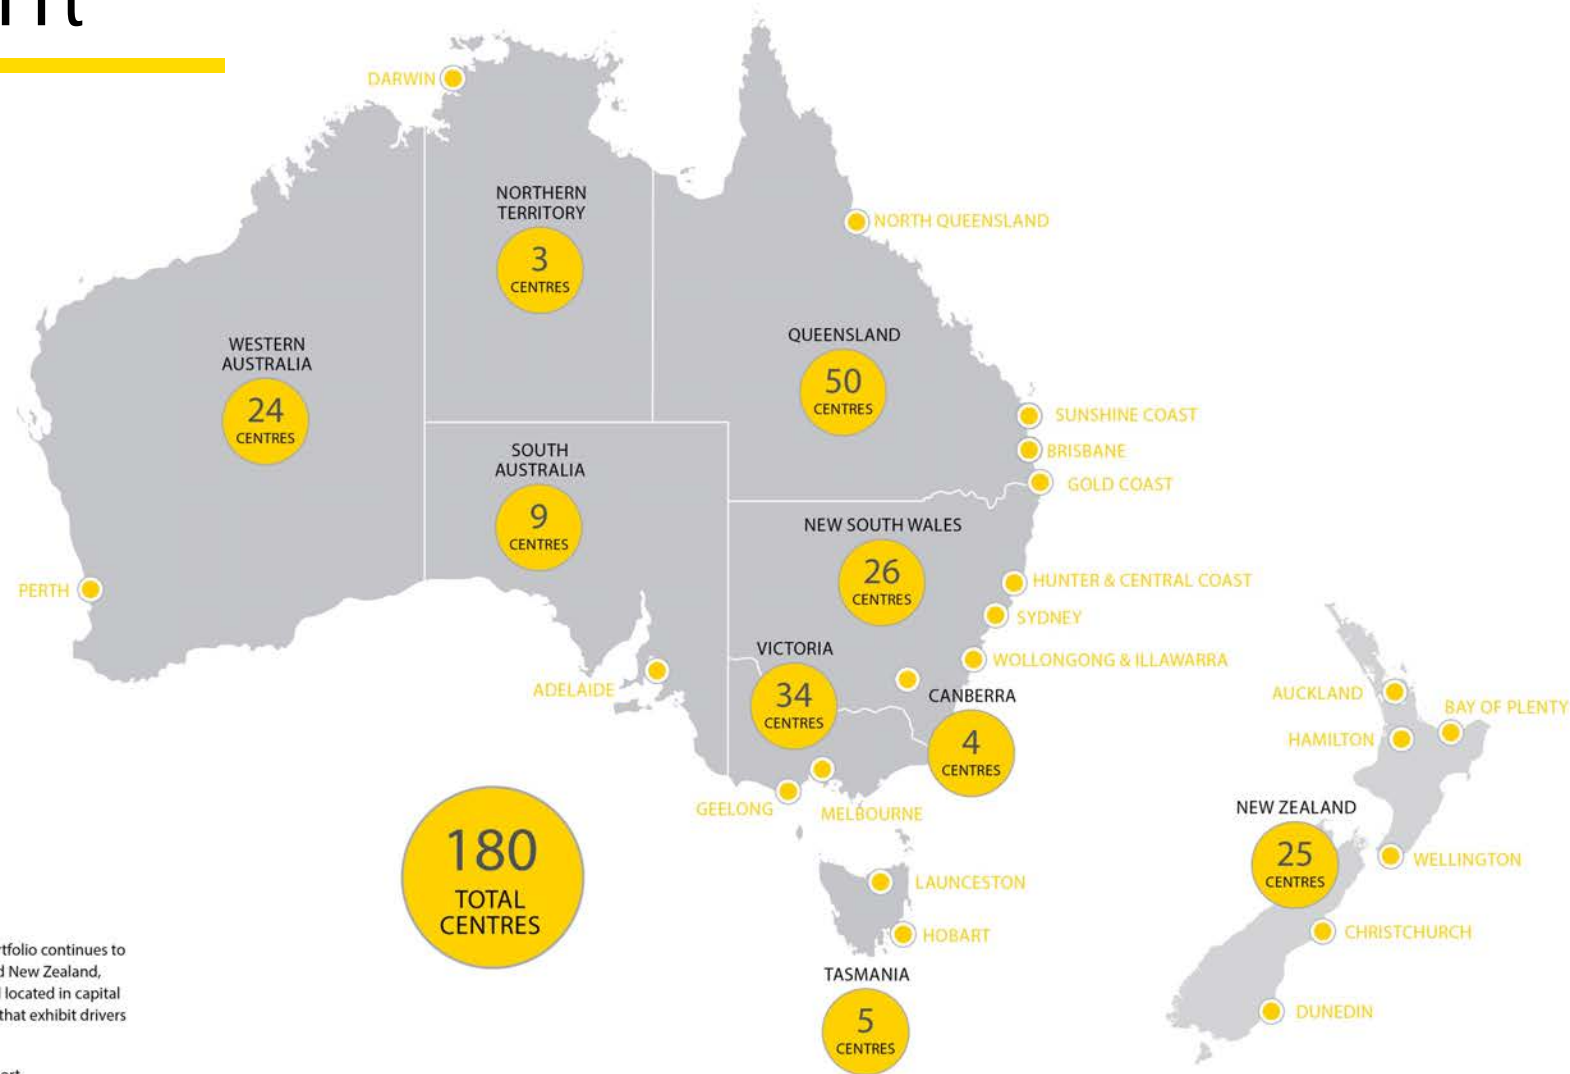 DARWIN
NORTHERN
TERRITORY
3
CENTRES
NORTH QUEENSLAND
WESTERN
AUSTRALIA
24
CENTRES
QUEENSLAND
50
CENTRES
SUNSHINE COAST
BRISBANE
GOLD COAST
SOUTH
AUSTRALIA
9
CENTRES
NEW SOUTH WALES
26
CENTRES
PERTH
HUNTER & CENTRAL COAST
SYDNEY
WOLLONGONG & ILLAWARRA
VICTORIA
34
CENTRES
ADELAIDE
CANBERRA
4
CENTRES
GEELONG
MELBOURNE
AUCKLAND
BAY OF PLENTY
HAMILTON
NEW ZEALAND
25
CENTRES
WELLINGTON
CHRISTCHURCH
DUNEDIN
180
TOTAL
CENTRES
LAUNCESTON
HOBART
TASMANIA
5
CENTRES
continues to
New Zealand,
located in capital
that exhibit drivers